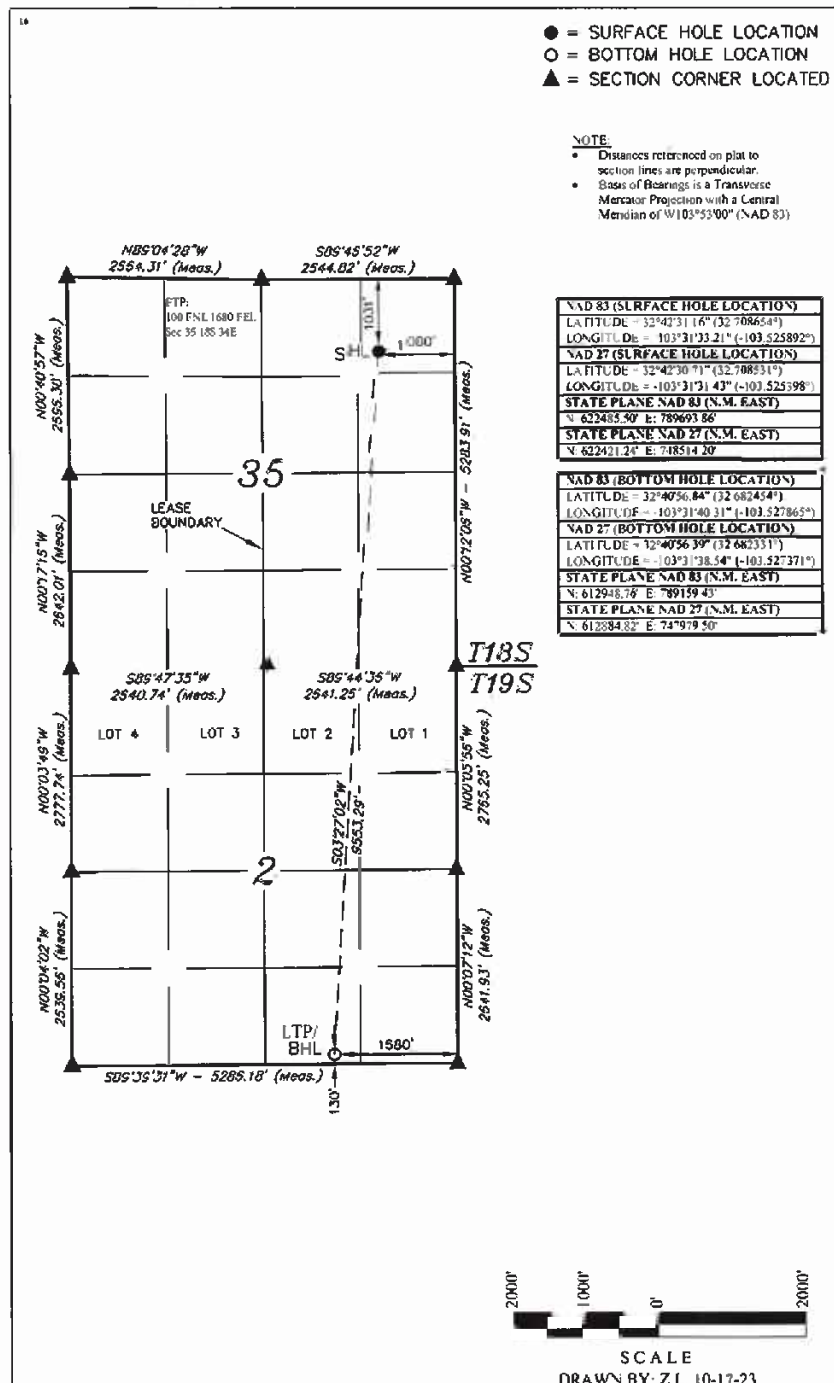 ● = SURFACE HOLE LOCATION
○ = BOTTOM HOLE LOCATION
▲ = SECTION CORNER LOCATED
NOTE:
• Distances referenced on plat to
section lines are perpendicular.
• Basis of Bearings is a Transverse
Mercator Projection with a Central
Meridian of W103°53'00" (NAD 83)
N89°04'28"W
2554.31' (Meas.)
S89°45'52"W
2544.82' (Meas.)
FTP:
100 FNL 1680 FEL
Sec 35 18S 34E
1031'
SHL
1000'
N00°40'57"W
2595.30' (Meas.)
N00°12'05"W - 5283.91' (Meas.)
35
LEASE
BOUNDARY
N00°17'15"W
2642.01' (Meas.)
NAD 83 (SURFACE HOLE LOCATION)
LATITUDE = 32°42'31.16" (32.708654°)
LONGITUDE = -103°31'33.21" (-103.525892°)
NAD 27 (SURFACE HOLE LOCATION)
LATITUDE = 32°42'30.71" (32.708531°)
LONGITUDE = -103°31'31.43" (-103.525398°)
STATE PLANE NAD 83 (N.M. EAST)
N: 622485.50' E: 789693.86'
STATE PLANE NAD 27 (N.M. EAST)
N: 622421.24' E: 748514.20'
NAD 83 (BOTTOM HOLE LOCATION)
LATITUDE = 32°40'56.84" (32.682454°)
LONGITUDE = -103°31'40.31" (-103.527865°)
NAD 27 (BOTTOM HOLE LOCATION)
LATITUDE = 32°40'56.39" (32.682331°)
LONGITUDE = -103°31'38.54" (-103.527371°)
STATE PLANE NAD 83 (N.M. EAST)
N: 612948.76' E: 789159.43'
STATE PLANE NAD 27 (N.M. EAST)
N: 612884.82' E: 747979.50'
T18S
T19S
S89°47'35"W
2640.74' (Meas.)
S89°44'35"W
2641.25' (Meas.)
LOT 4
LOT 3
LOT 2
LOT 1
N00°03'49"W
2777.74' (Meas.)
N00°05'55"W
2765.25' (Meas.)
S03°27'02"W
9553.29'
2
N00°04'02"W
2639.56' (Meas.)
N00°07'12"W
2641.93' (Meas.)
LTP/
BHL
1680'
S89°39'31"W - 5285.18' (Meas.)
130'
2000'
1000'
0'
2000'
SCALE
DRAWN BY: Z.L. 10-17-23